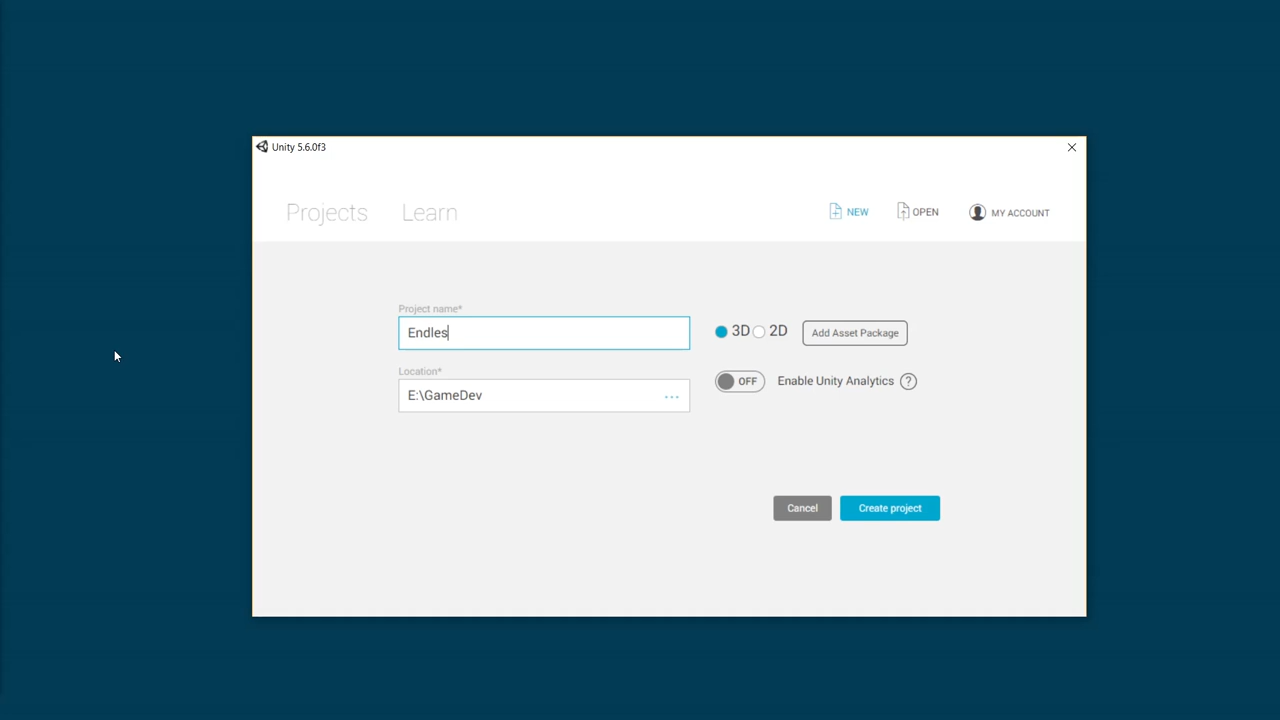 Unity 5.6.0f3
Projects Learn NEW OPEN MY ACCOUNT
Project name*
Endles
3D 2D Add Asset Package
Location*
E:\GameDev ...
OFF Enable Unity Analytics ?
Cancel Create project